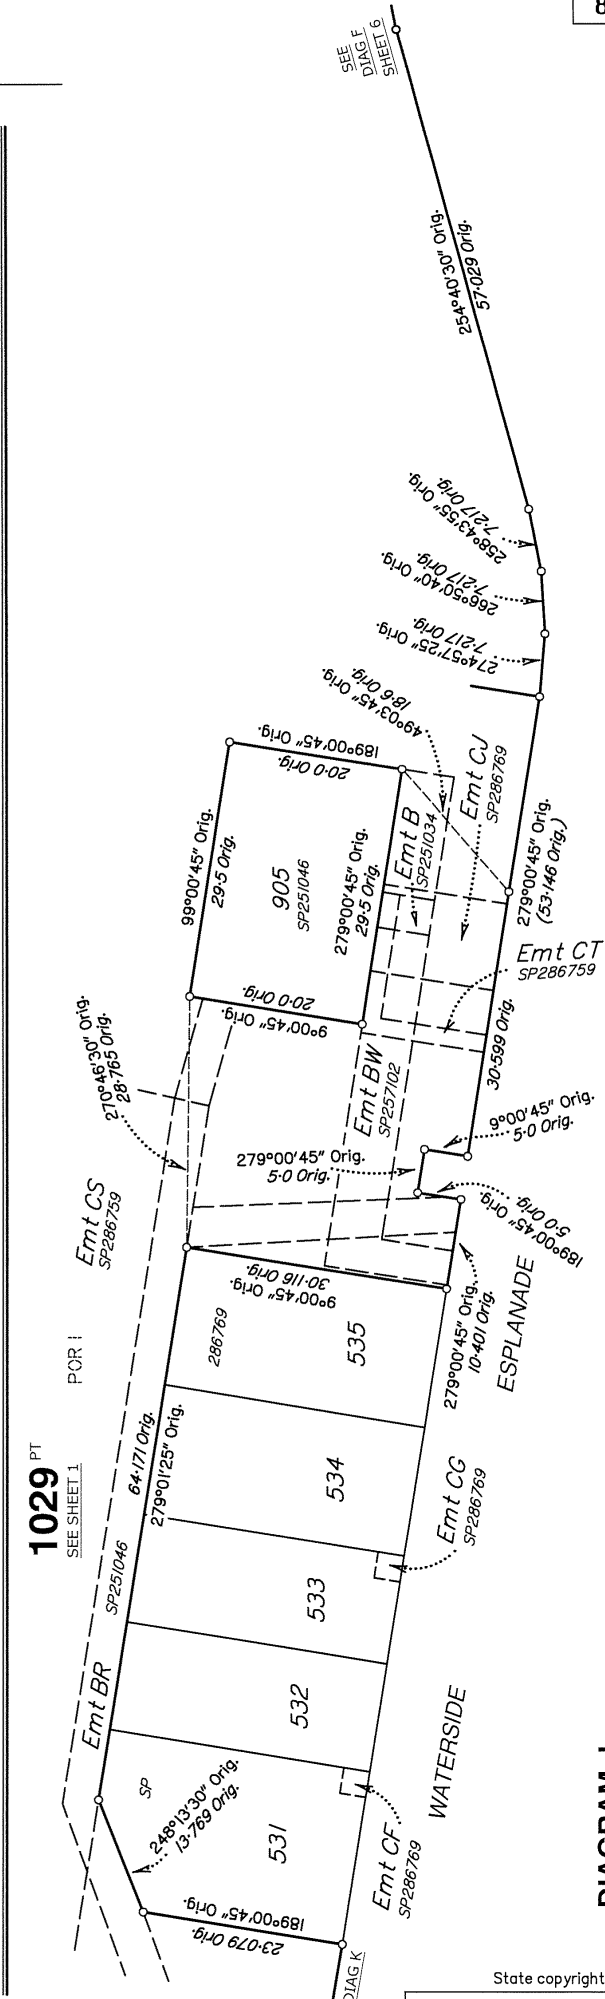 8
SEE
DIAG F
SHEET 6
254°40'30" Orig.
57·029 Orig.
258°43'55" Orig.
7·217 Orig.
266°50'40" Orig.
7·217 Orig.
274°57'25" Orig.
7·217 Orig.
49°03'45" Orig.
18·6 Orig.
189°00'45" Orig.
20·0 Orig.
99°00'45" Orig.
29·5 Orig.
905
SP251046
279°00'45" Orig.
29·5 Orig.
Emt B
SP251034
Emt CJ
SP286769
279°00'45" Orig.
(53·146 Orig.)
Emt CT
SP286759
20·0 Orig.
9°00'45" Orig.
270°46'30" Orig.
28·765 Orig.
Emt BW
SP257102
30·599 Orig.
9°00'45" Orig.
5·0 Orig.
279°00'45" Orig.
5·0 Orig.
189°00'45" Orig.
5·0 Orig.
Emt CS
SP286759
30·116 Orig.
9°00'45" Orig.
279°00'45" Orig.
10·401 Orig.
ESPLANADE
286769
535
POR 1
1029 PT
SEE SHEET 1
64·171 Orig.
279°01'25" Orig.
534
Emt CG
SP286769
SP251046
533
532
Emt BR
WATERSIDE
SP
248°13'30" Orig.
13·769 Orig.
531
Emt CF
SP286769
189°00'45" Orig.
23·079 Orig.
DIAG K
State copyright